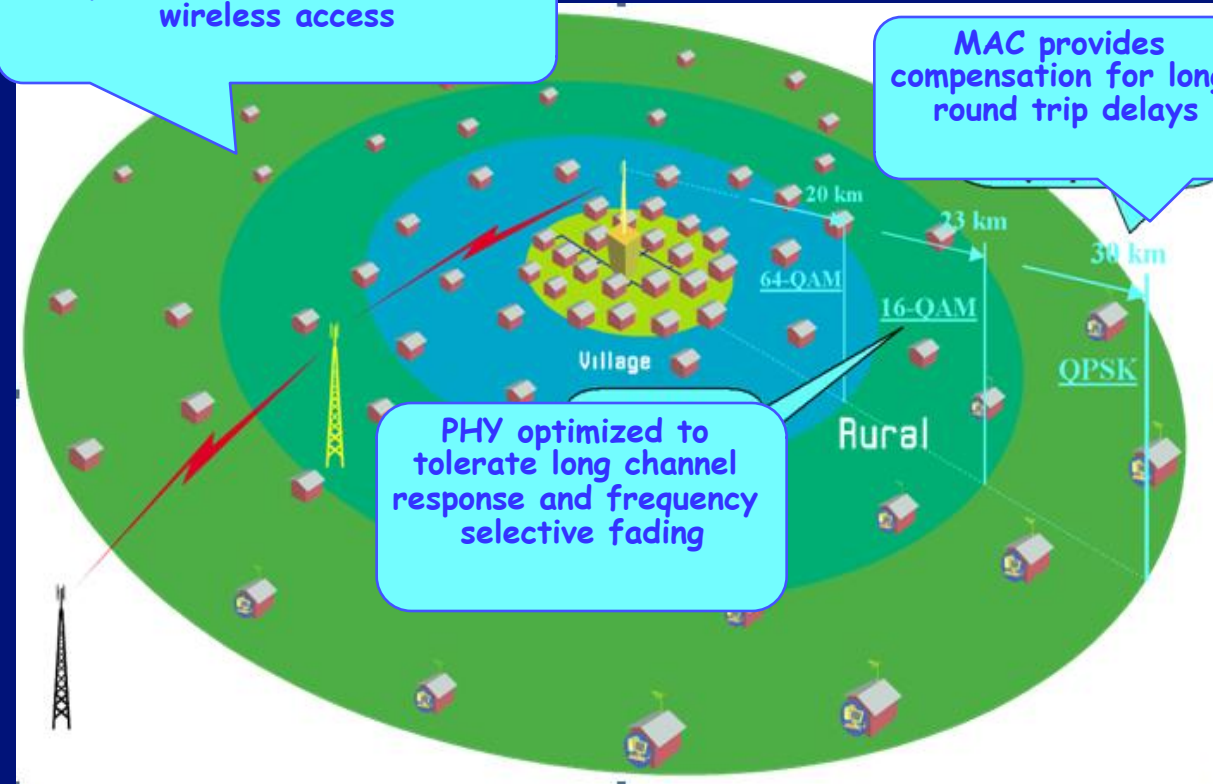 wireless access
MAC provides
compensation for long
round trip delays
20 km
23 km
30 km
64-QAM
16-QAM
QPSK
Village
Rural
PHY optimized to
tolerate long channel
response and frequency
selective fading